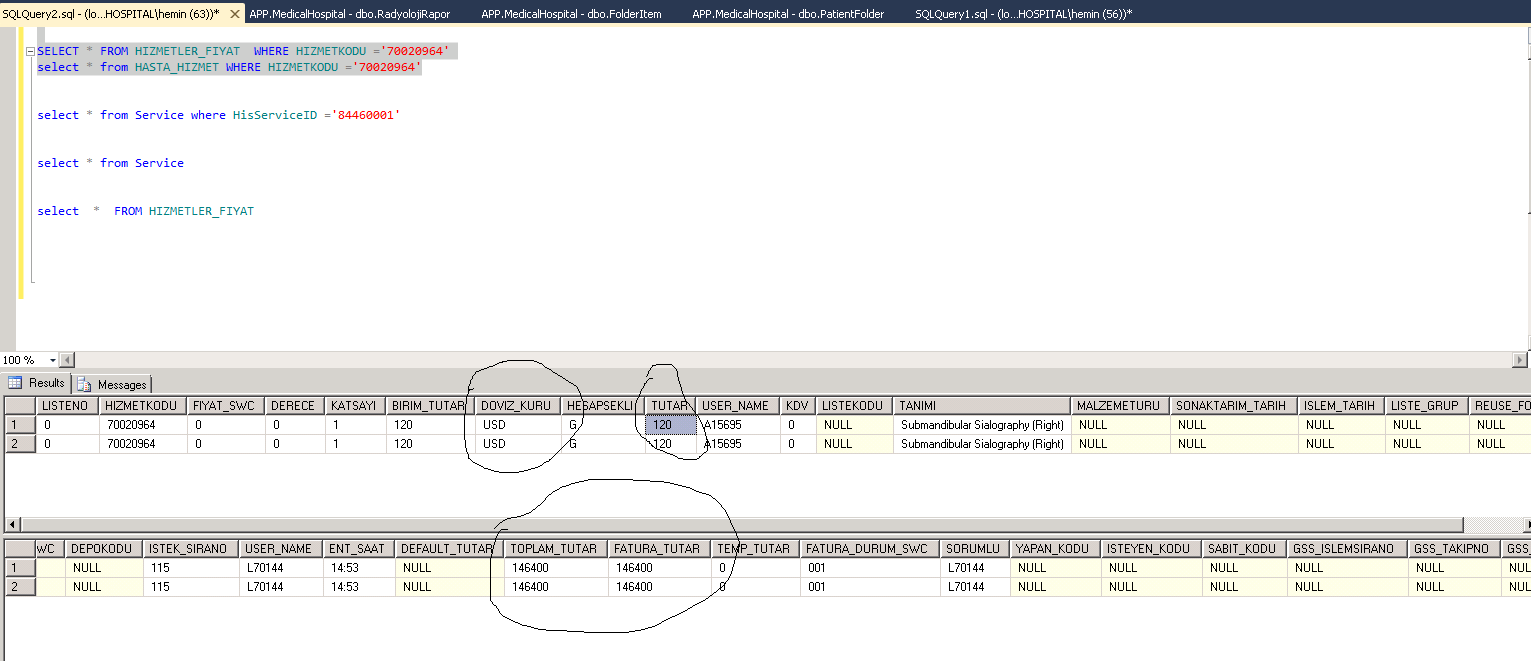 SQLQuery2.sql - (lo...HOSPITAL\hemin (63))* APP.MedicalHospital - dbo.RadyolojiRapor APP.MedicalHospital - dbo.FolderItem APP.MedicalHospital - dbo.PatientFolder SQLQuery1.sql - (lo...HOSPITAL\hemin (56))*
SELECT * FROM HIZMETLER_FIYAT WHERE HIZMETKODU ='70020964'
select * from HASTA_HIZMET WHERE HIZMETKODU ='70020964'
select * from Service where HisServiceID ='84460001'
select * from Service
select * FROM HIZMETLER_FIYAT
100 %
Results Messages
LISTENO HIZMETKODU FIYAT_SWC DERECE KATSAYI BIRIM_TUTAR DOVIZ_KURU HESAPSEKLI TUTAR USER_NAME KDV LISTEKODU TANIMI MALZEMETURU SONAKTARIM_TARIH ISLEM_TARIH LISTE_GRUP REUSE_FO
1 0 70020964 0 0 1 120 USD G 120 A15695 0 NULL Submandibular Sialography (Right) NULL NULL NULL NULL NULL
2 0 70020964 0 0 1 120 USD G 120 A15695 0 NULL Submandibular Sialography (Right) NULL NULL NULL NULL NULL
WC DEPOKODU ISTEK_SIRANO USER_NAME ENT_SAAT DEFAULT_TUTAR TOPLAM_TUTAR FATURA_TUTAR TEMP_TUTAR FATURA_DURUM_SWC SORUMLU YAPAN_KODU ISTEYEN_KODU SABIT_KODU GSS_ISLEMSIRANO GSS_TAKIPNO GSS_
1 NULL 115 L70144 14:53 NULL 146400 146400 0 001 L70144 NULL NULL NULL NULL NULL NUL
2 NULL 115 L70144 14:53 NULL 146400 146400 0 001 L70144 NULL NULL NULL NULL NULL NUL